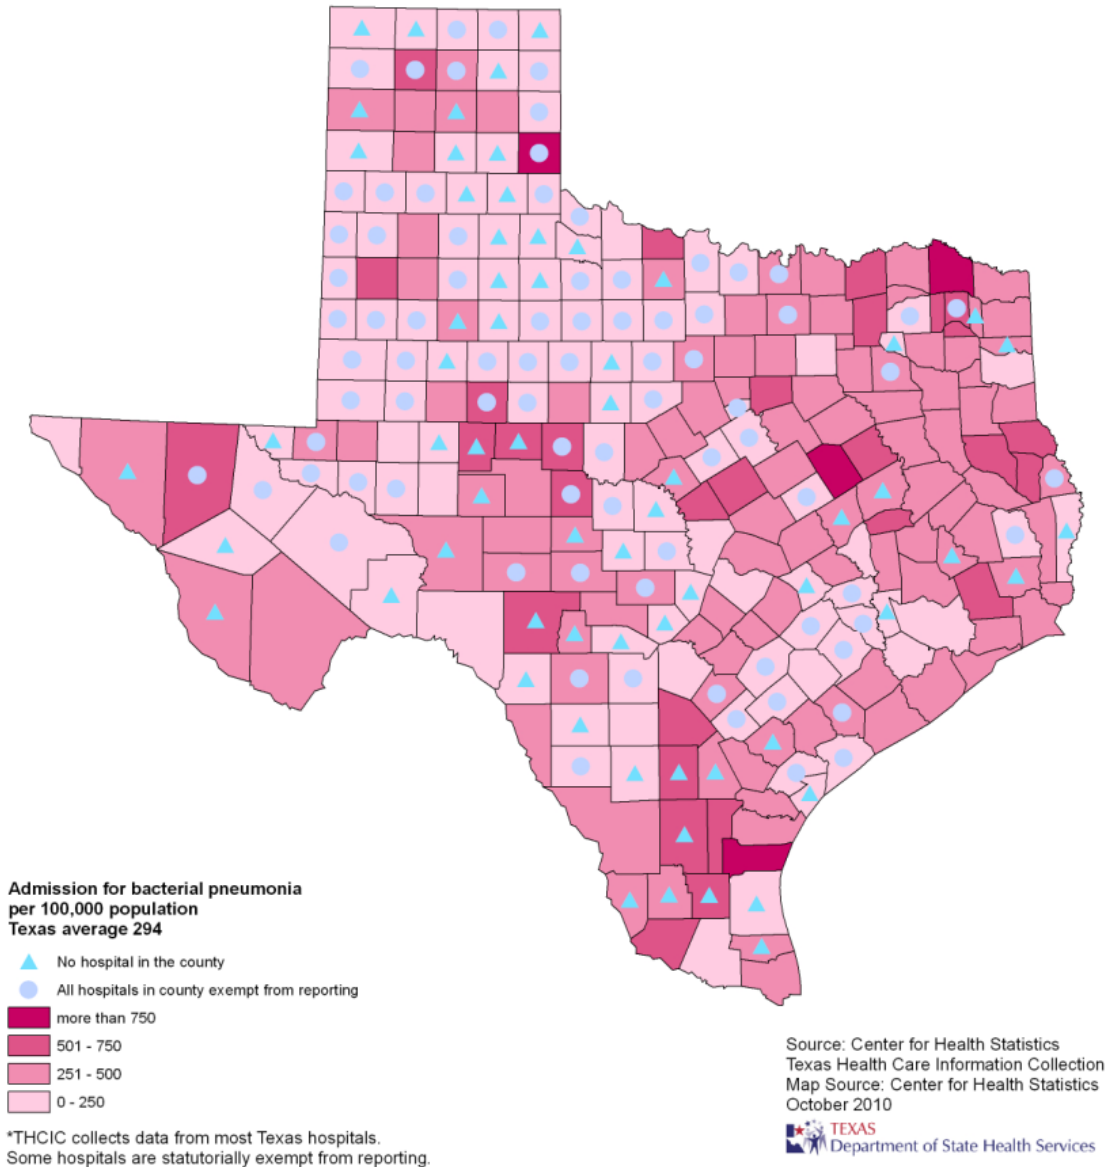 Admission for bacterial pneumonia
per 100,000 population
Texas average 294
No hospital in the county
All hospitals in county exempt from reporting
more than 750
501 - 750
251 - 500
0 - 250
*THCIC collects data from most Texas hospitals.
Some hospitals are statutorially exempt from reporting.
Source: Center for Health Statistics
Texas Health Care Information Collection
Map Source: Center for Health Statistics
October 2010
TEXAS
Department of State Health Services